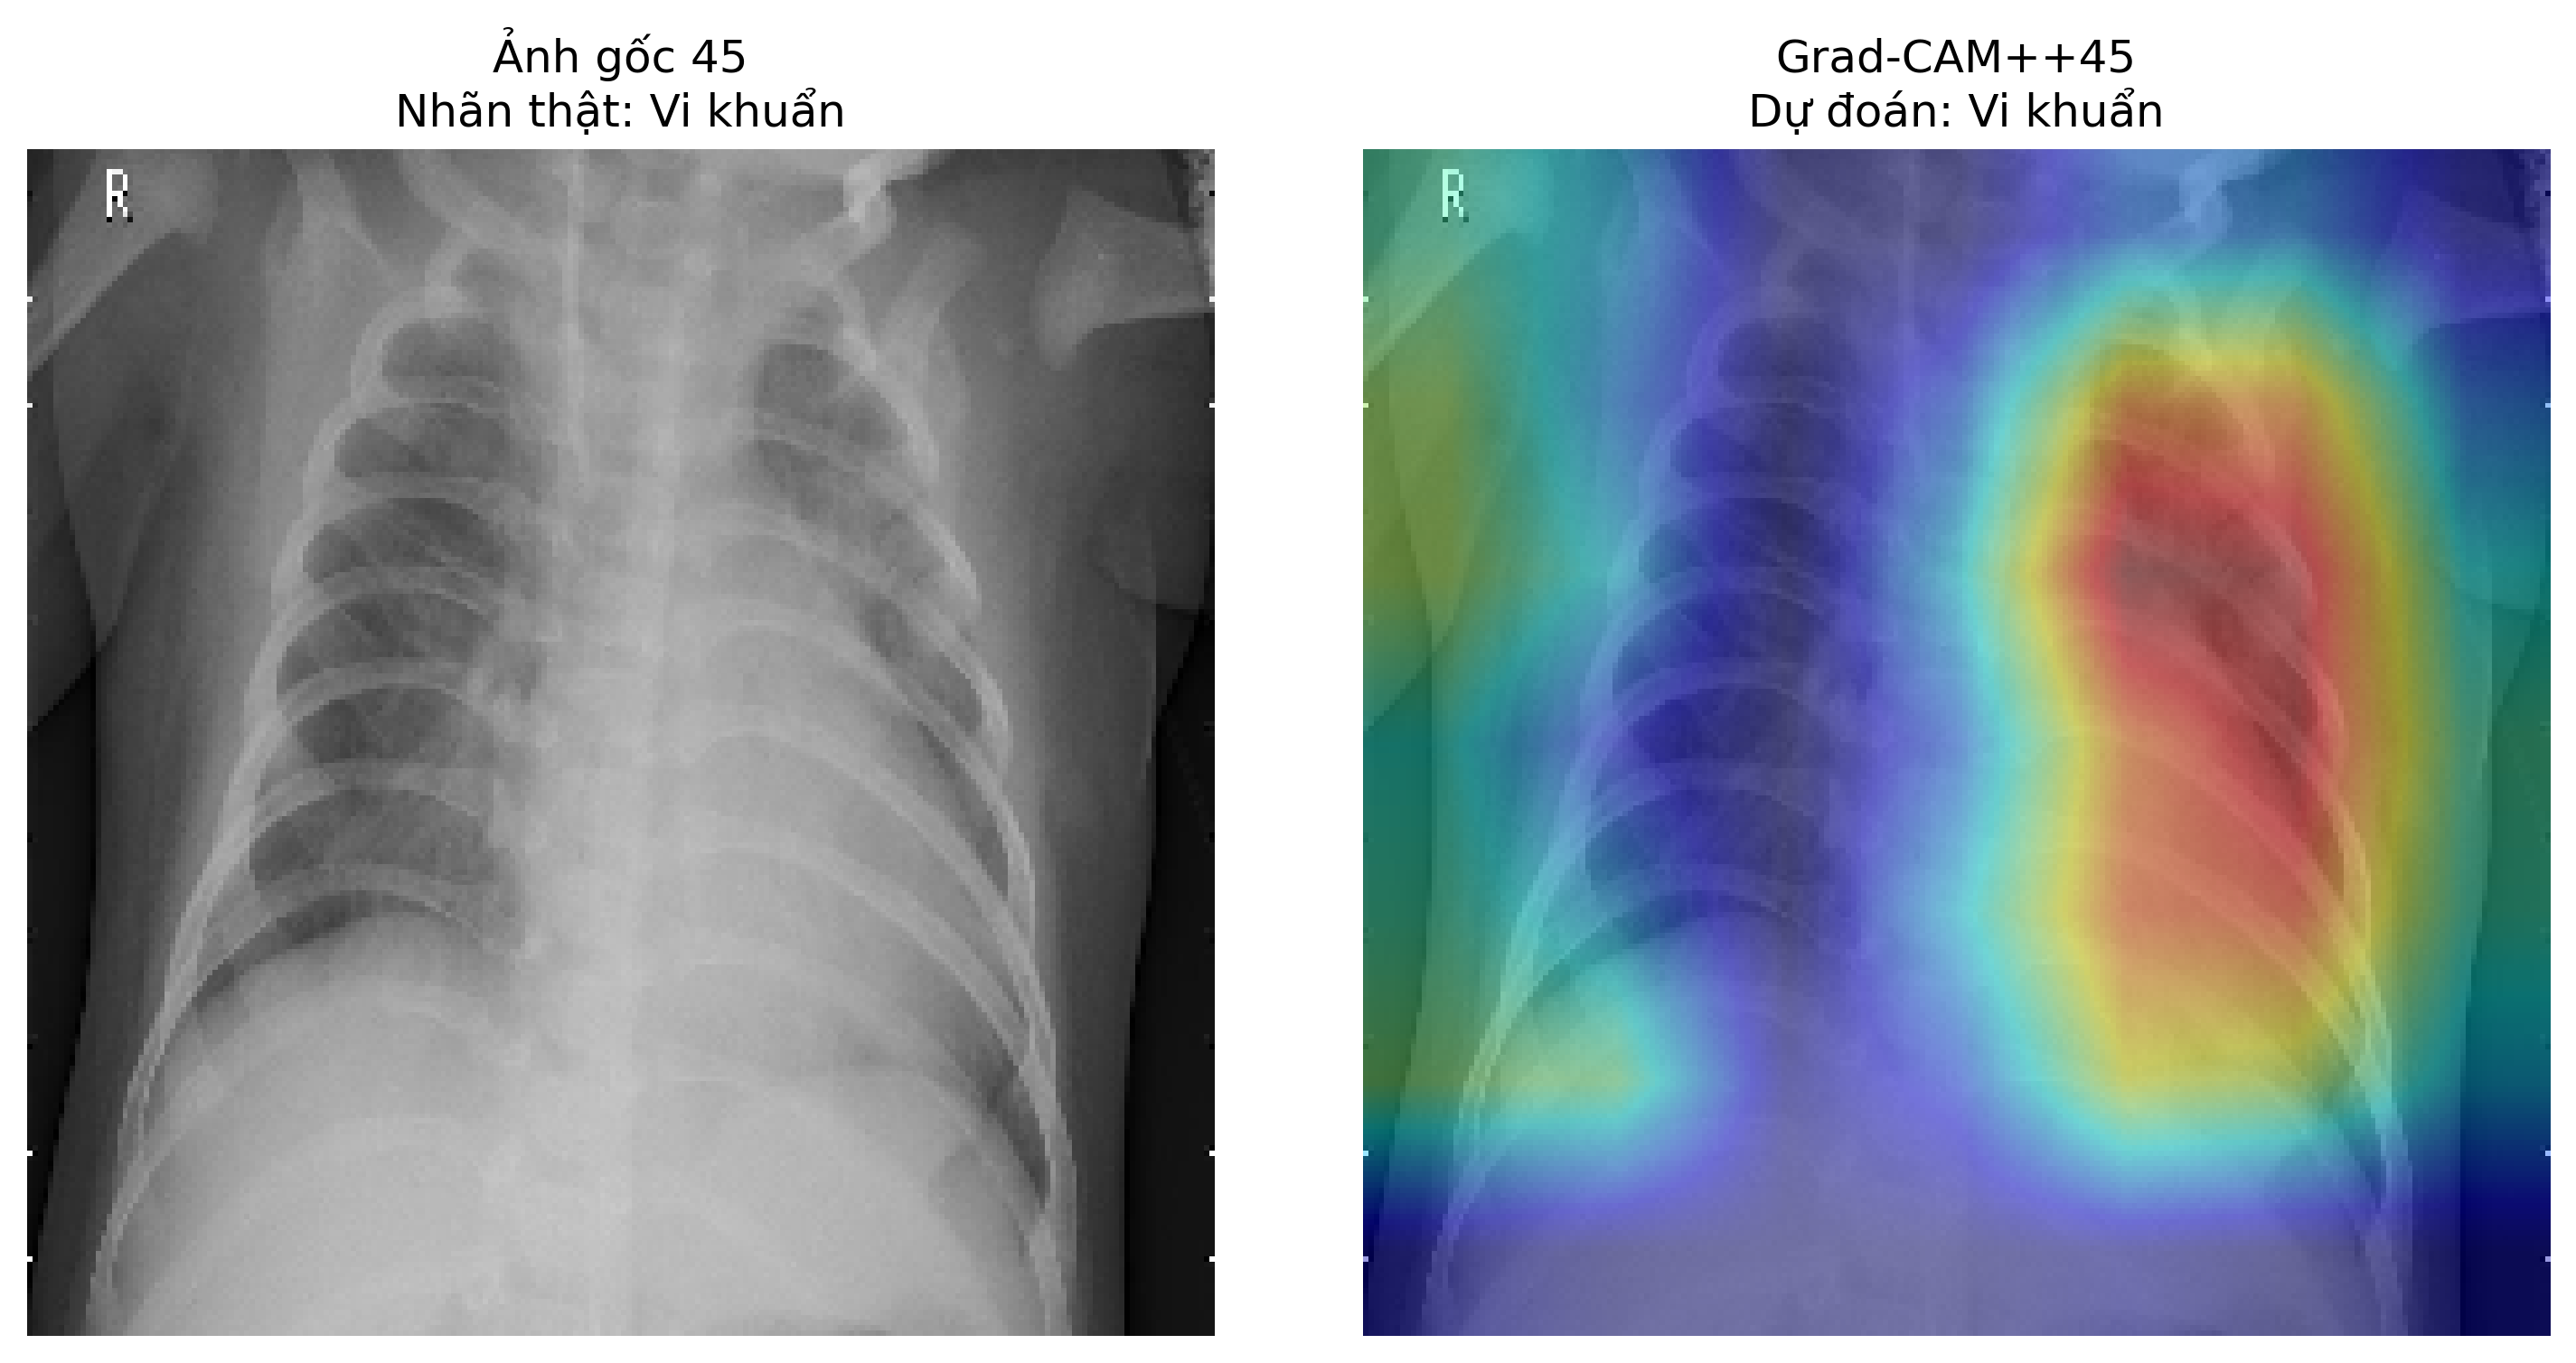 Ảnh gốc 45
Nhãn thật: Vi khuẩn
R
Grad-CAM++45
Dự đoán: Vi khuẩn
R